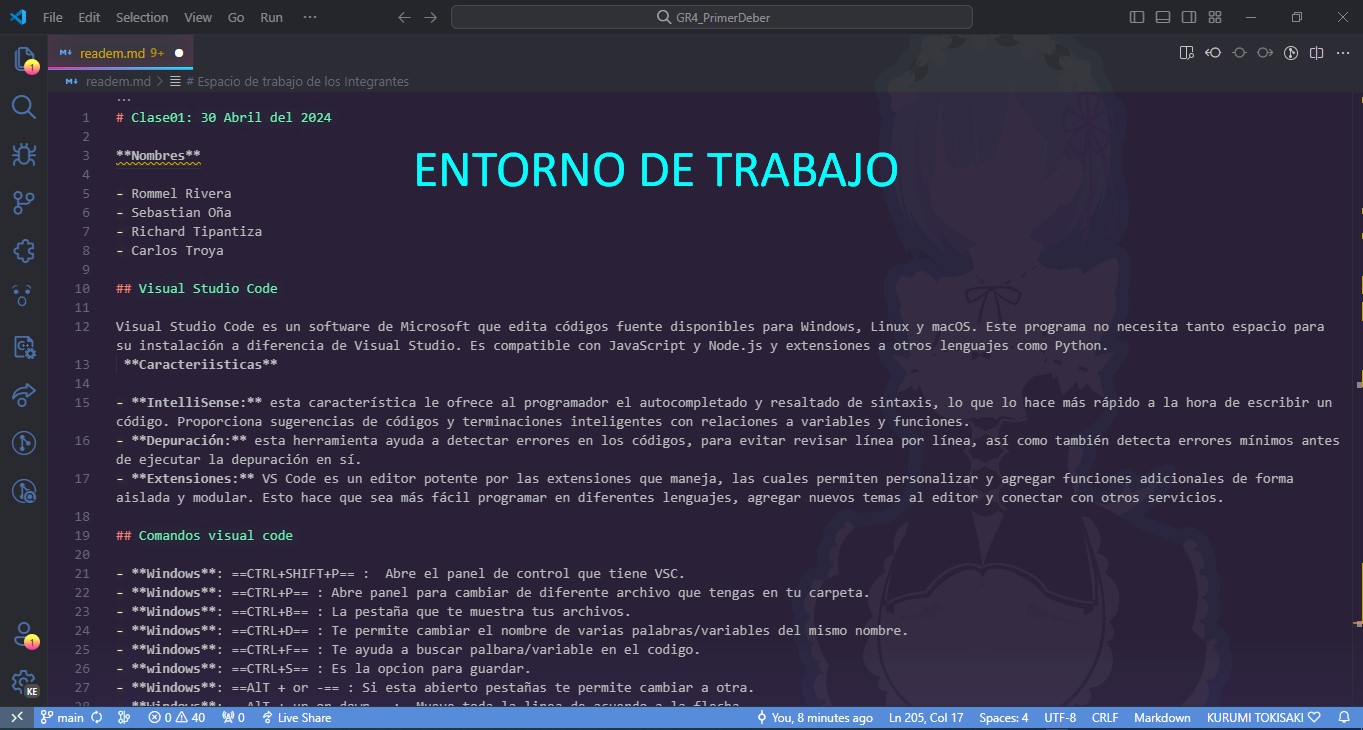 File Edit Selection View Go Run ··· GR4_PrimerDeber
readem.md 9+
readem.md > # Espacio de trabajo de los Integrantes
...
1 # Clase01: 30 Abril del 2024
2
3 **Nombres**
ENTORNO DE TRABAJO
4
5 - Rommel Rivera
6 - Sebastian Oña
7 - Richard Tipantiza
8 - Carlos Troya
9
10 ## Visual Studio Code
11
12 Visual Studio Code es un software de Microsoft que edita códigos fuente disponibles para Windows, Linux y macOS. Este programa no necesita tanto espacio para
su instalación a diferencia de Visual Studio. Es compatible con JavaScript y Node.js y extensiones a otros lenguajes como Python.
13 **Caracteriisticas**
14
15 - **IntelliSense:** esta característica le ofrece al programador el autocompletado y resaltado de sintaxis, lo que lo hace más rápido a la hora de escribir un
código. Proporciona sugerencias de códigos y terminaciones inteligentes con relaciones a variables y funciones.
16 - **Depuración:** esta herramienta ayuda a detectar errores en los códigos, para evitar revisar línea por línea, así como también detecta errores mínimos antes
de ejecutar la depuración en sí.
17 - **Extensiones:** VS Code es un editor potente por las extensiones que maneja, las cuales permiten personalizar y agregar funciones adicionales de forma
aislada y modular. Esto hace que sea más fácil programar en diferentes lenguajes, agregar nuevos temas al editor y conectar con otros servicios.
18
19 ## Comandos visual code
20
21 - **Windows**: ==CTRL+SHIFT+P== :  Abre el panel de control que tiene VSC.
22 - **Windows**: ==CTRL+P== : Abre panel para cambiar de diferente archivo que tengas en tu carpeta.
23 - **Windows**: ==CTRL+B== : La pestaña que te muestra tus archivos.
24 - **Windows**: ==CTRL+D== : Te permite cambiar el nombre de varias palabras/variables del mismo nombre.
25 - **Windows**: ==CTRL+F== : Te ayuda a buscar palbara/variable en el codigo.
26 - **windows**: ==CTRL+S== : Es la opcion para guardar.
27 - **Windows**: ==AlT + or -== : Si esta abierto pestañas te permite cambiar a otra.
main 0 40 0 Live Share You, 8 minutes ago Ln 205, Col 17 Spaces: 4 UTF-8 CRLF Markdown KURUMI TOKISAKI ♡